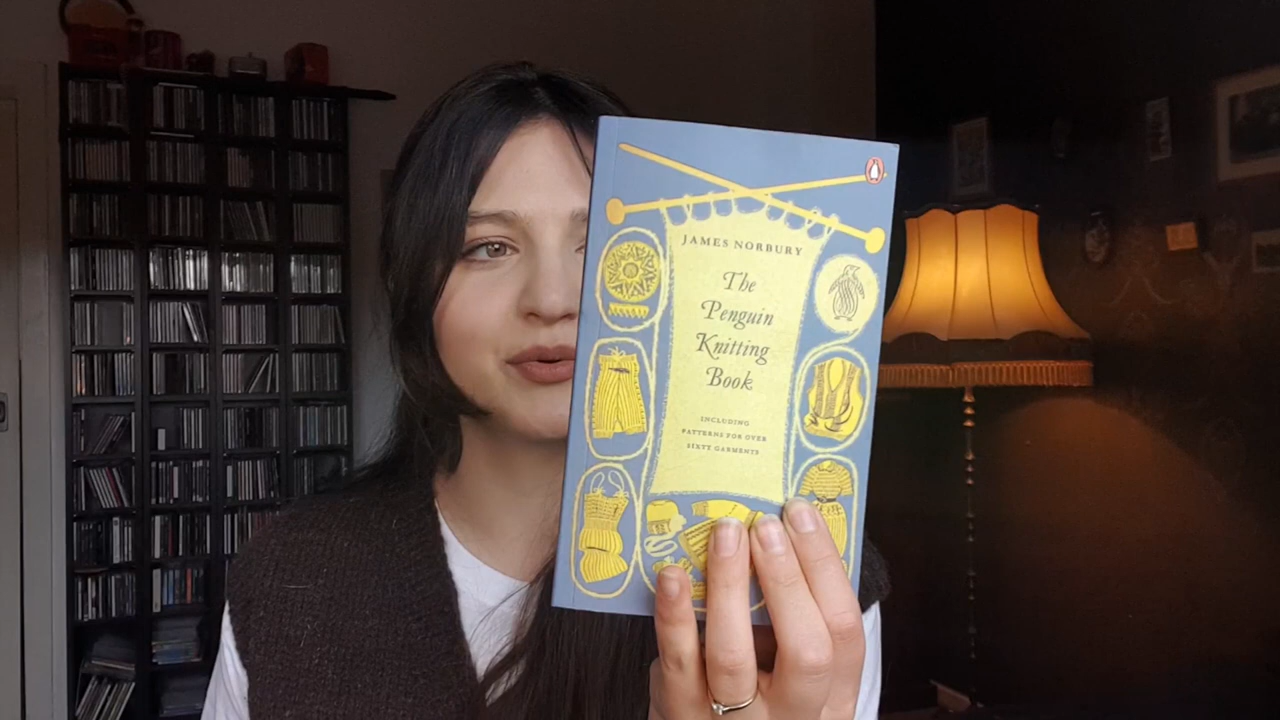 JAMES NORBURY
The
Penguin
Knitting
Book
INCLUDING
PATTERNS FOR OVER
SIXTY GARMENTS